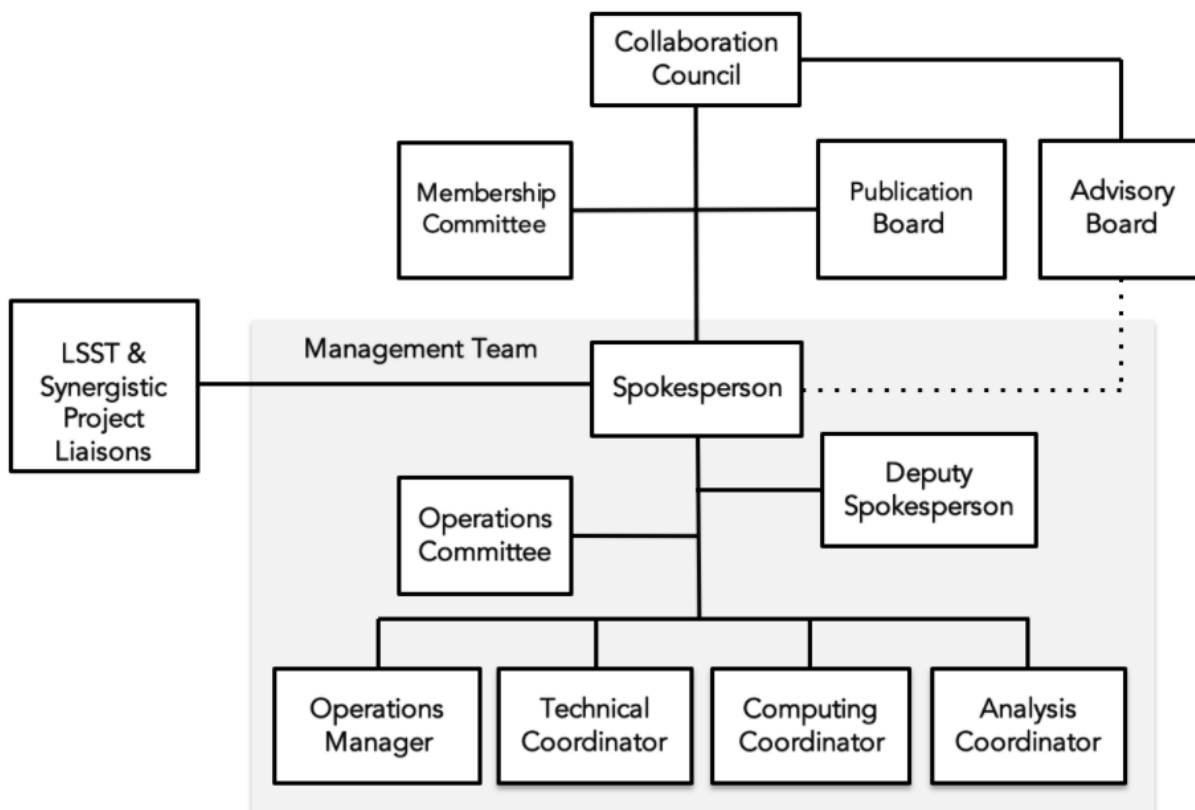 Collaboration
Council
Membership
Committee
Publication
Board
Advisory
Board
LSST &
Synergistic
Project
Liaisons
Management Team
Spokesperson
Deputy
Spokesperson
Operations
Committee
Operations
Manager
Technical
Coordinator
Computing
Coordinator
Analysis
Coordinator